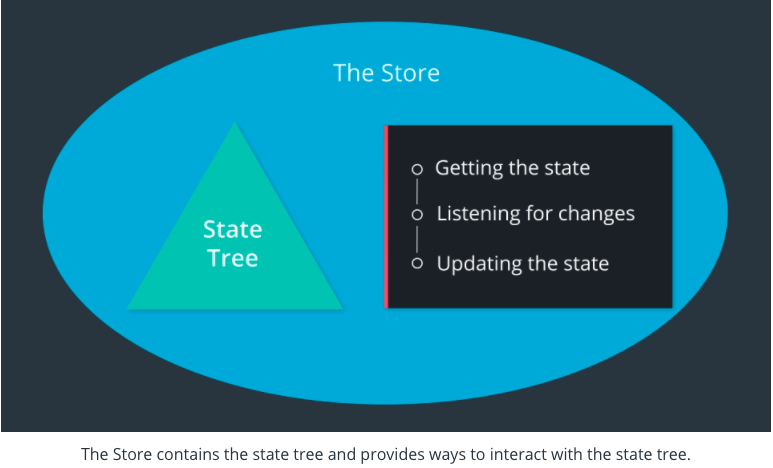 The Store
State
Tree
Getting the state
Listening for changes
Updating the state
The Store contains the state tree and provides ways to interact with the state tree.